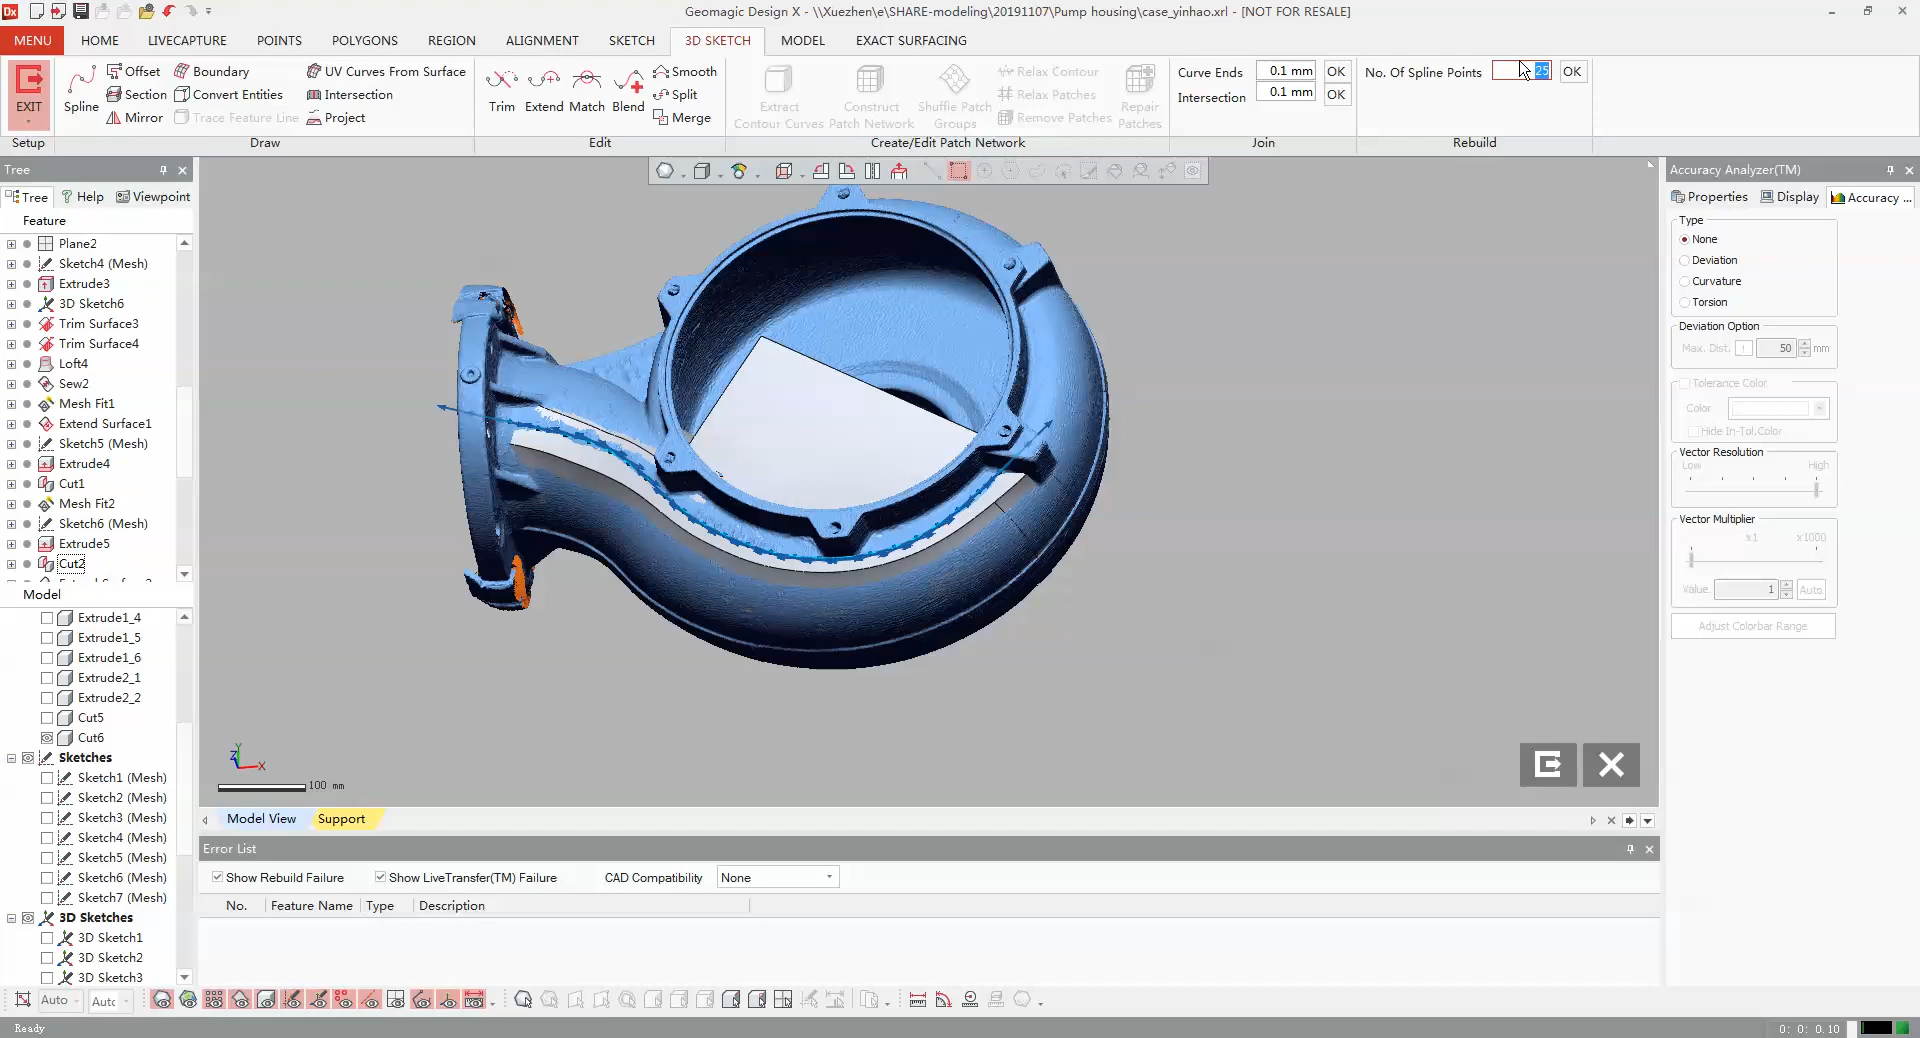 Dx Geomagic Design X - \\Xuezhen\e\SHARE-modeling\20191107\Pump housing\case_yinhao.xrl - [NOT FOR RESALE]
MENU HOME LIVECAPTURE POINTS POLYGONS REGION ALIGNMENT SKETCH 3D SKETCH MODEL EXACT SURFACING
Offset Boundary UV Curves From Surface Smooth Relax Contour Curve Ends 0.1 mm OK No. Of Spline Points 25 OK
Section Convert Entities Intersection Split Relax Patches Intersection 0.1 mm OK
EXIT Spline Mirror Trace Feature Line Project Trim Extend Match Blend Merge Extract Contour Curves Construct Patch Network Shuffle Patch Groups Remove Patches Repair Patches
Setup Draw Edit Create/Edit Patch Network Join Rebuild
Tree
Tree Help Viewpoint
Feature
Plane2
Sketch4 (Mesh)
Extrude3
3D Sketch6
Trim Surface3
Trim Surface4
Loft4
Sew2
Mesh Fit1
Extend Surface1
Sketch5 (Mesh)
Extrude4
Cut1
Mesh Fit2
Sketch6 (Mesh)
Extrude5
Cut2
Model
Extrude1_4
Extrude1_5
Extrude1_6
Extrude2_1
Extrude2_2
Cut5
Cut6
Sketches
Sketch1 (Mesh)
Sketch2 (Mesh)
Sketch3 (Mesh)
Sketch4 (Mesh)
Sketch5 (Mesh)
Sketch6 (Mesh)
Sketch7 (Mesh)
3D Sketches
3D Sketch1
3D Sketch2
3D Sketch3
Y
Z
X
100 mm
Model View Support
Error List
Show Rebuild Failure Show LiveTransfer(TM) Failure CAD Compatibility None
No. Feature Name Type Description
Accuracy Analyzer(TM)
Properties Display Accuracy ...
Type
None
Deviation
Curvature
Torsion
Deviation Option
Max. Dist. ! 50 mm
Tolerance Color
Color
Hide In-Tol.Color
Vector Resolution
Low High
Vector Multiplier
x1 x1000
Value. 1 Auto
Adjust Colorbar Range
Auto Autc
Ready 0: 0: 0.10